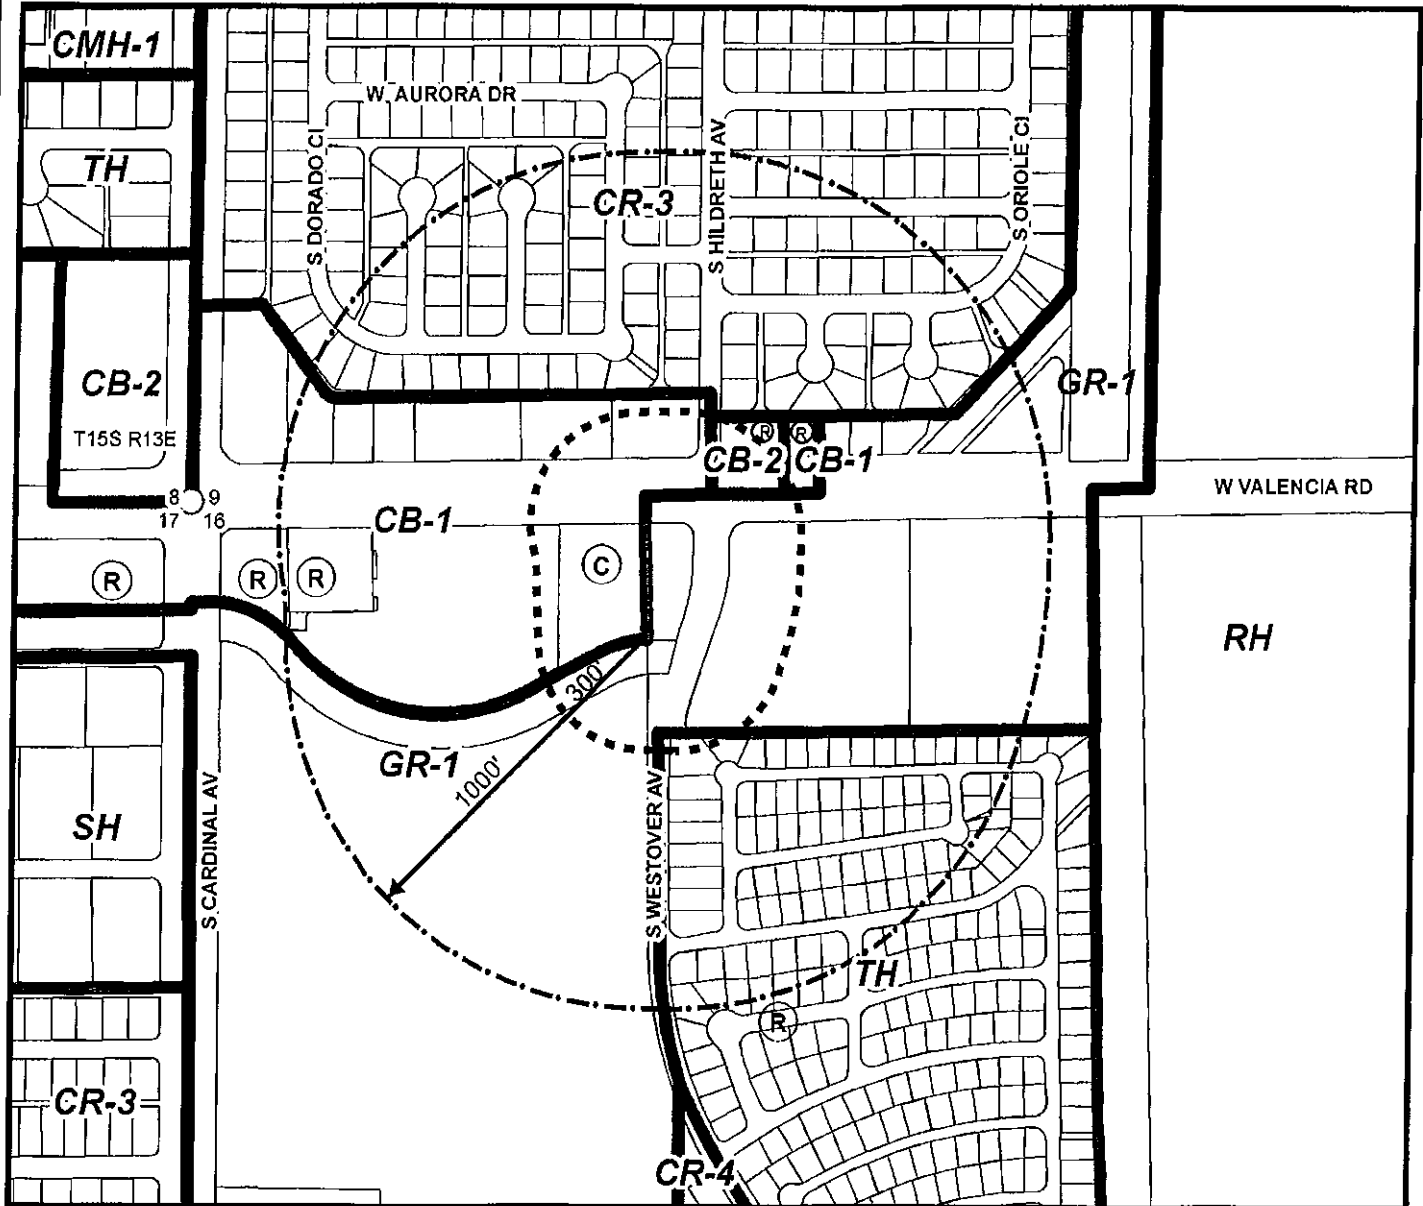 CMH-1
W AURORA DR
TH
S DORADO CI
S HILDRETH AV
S ORIOLE CI
CR-3
CB-2
T15S R13E
GR-1
R
R
CB-2
CB-1
8
9
17
16
W VALENCIA RD
CB-1
R
R
R
C
RH
300'
GR-1
1000'
SH
S CARDINAL AV
S WESTOVER AV
TH
R
CR-3
CR-4